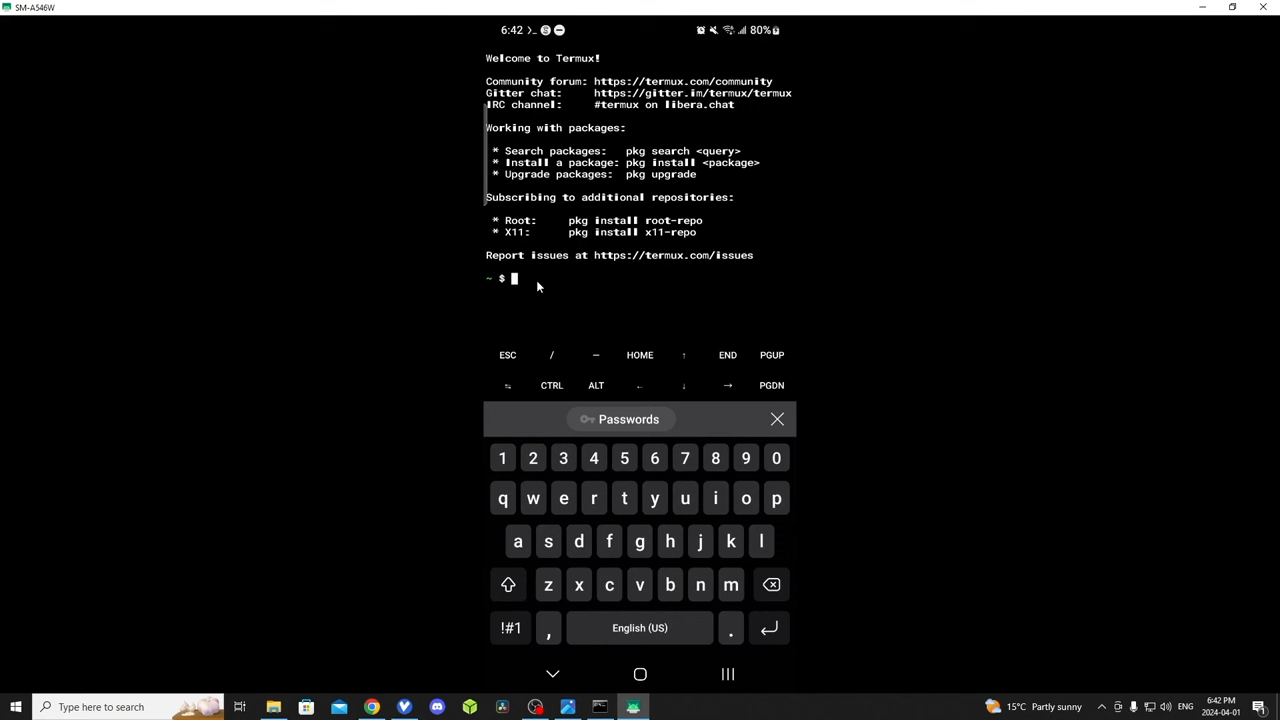 SM-A546W
6:42
80%
Welcome to Termux!
Community forum: https://termux.com/community
Gitter chat: https://gitter.im/termux/termux
IRC channel: #termux on libera.chat
Working with packages:
* Search packages: pkg search <query>
* Install a package: pkg install <package>
* Upgrade packages: pkg upgrade
Subscribing to additional repositories:
* Root: pkg install root-repo
* X11: pkg install x11-repo
Report issues at https://termux.com/issues
~ $
ESC / — HOME ↑ END PGUP
⇆ CTRL ALT ← ↓ → PGDN
Passwords
1 2 3 4 5 6 7 8 9 0
q w e r t y u i o p
a s d f g h j k l
z x c v b n m
!#1 , English (US) .
Type here to search
15°C Partly sunny
ENG
6:42 PM
2024-04-01